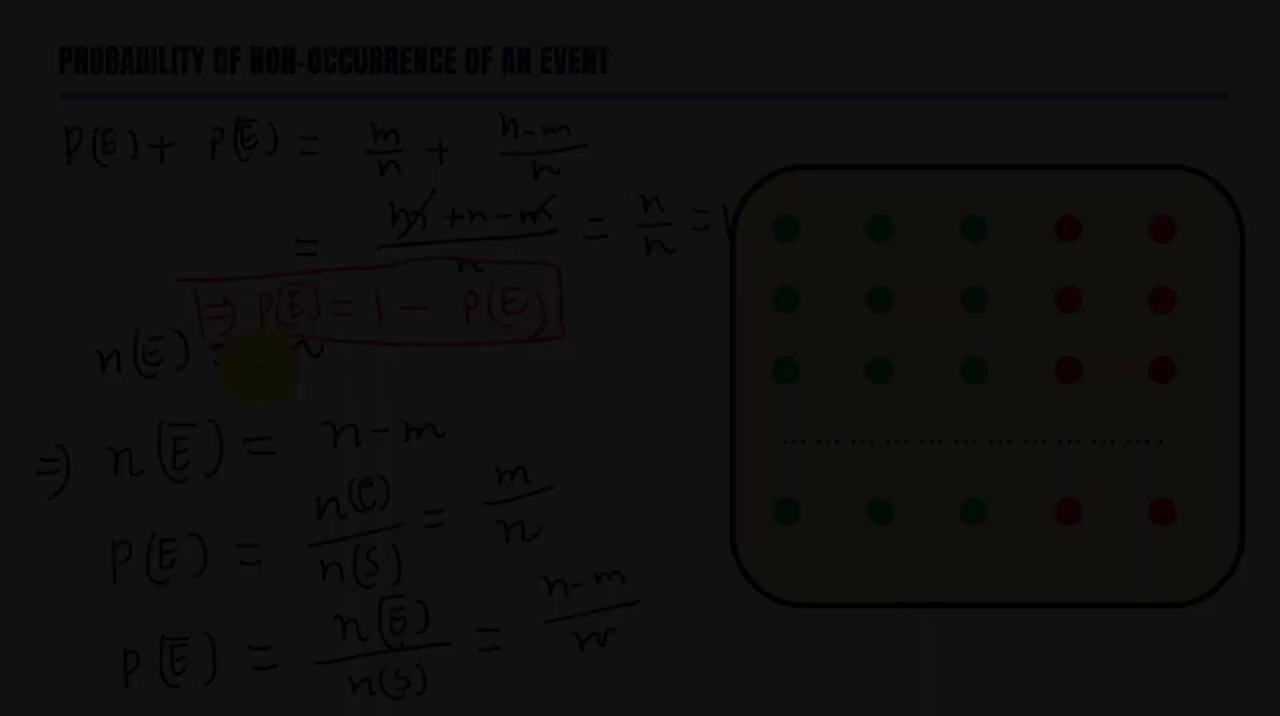 PROBABILITY OF NON-OCCURRENCE OF AN EVENT
P(E) + P(E̅) = m/n + (n-m)/n
= (m+n-m)/n = n/n = 1
⇒ P(E̅) = 1 - P(E)
n(E) =
⇒ n(E̅) = n-m
P(E) = n(E)/n(S) = m/n
P(E̅) = n(E̅)/n(S) = (n-m)/n